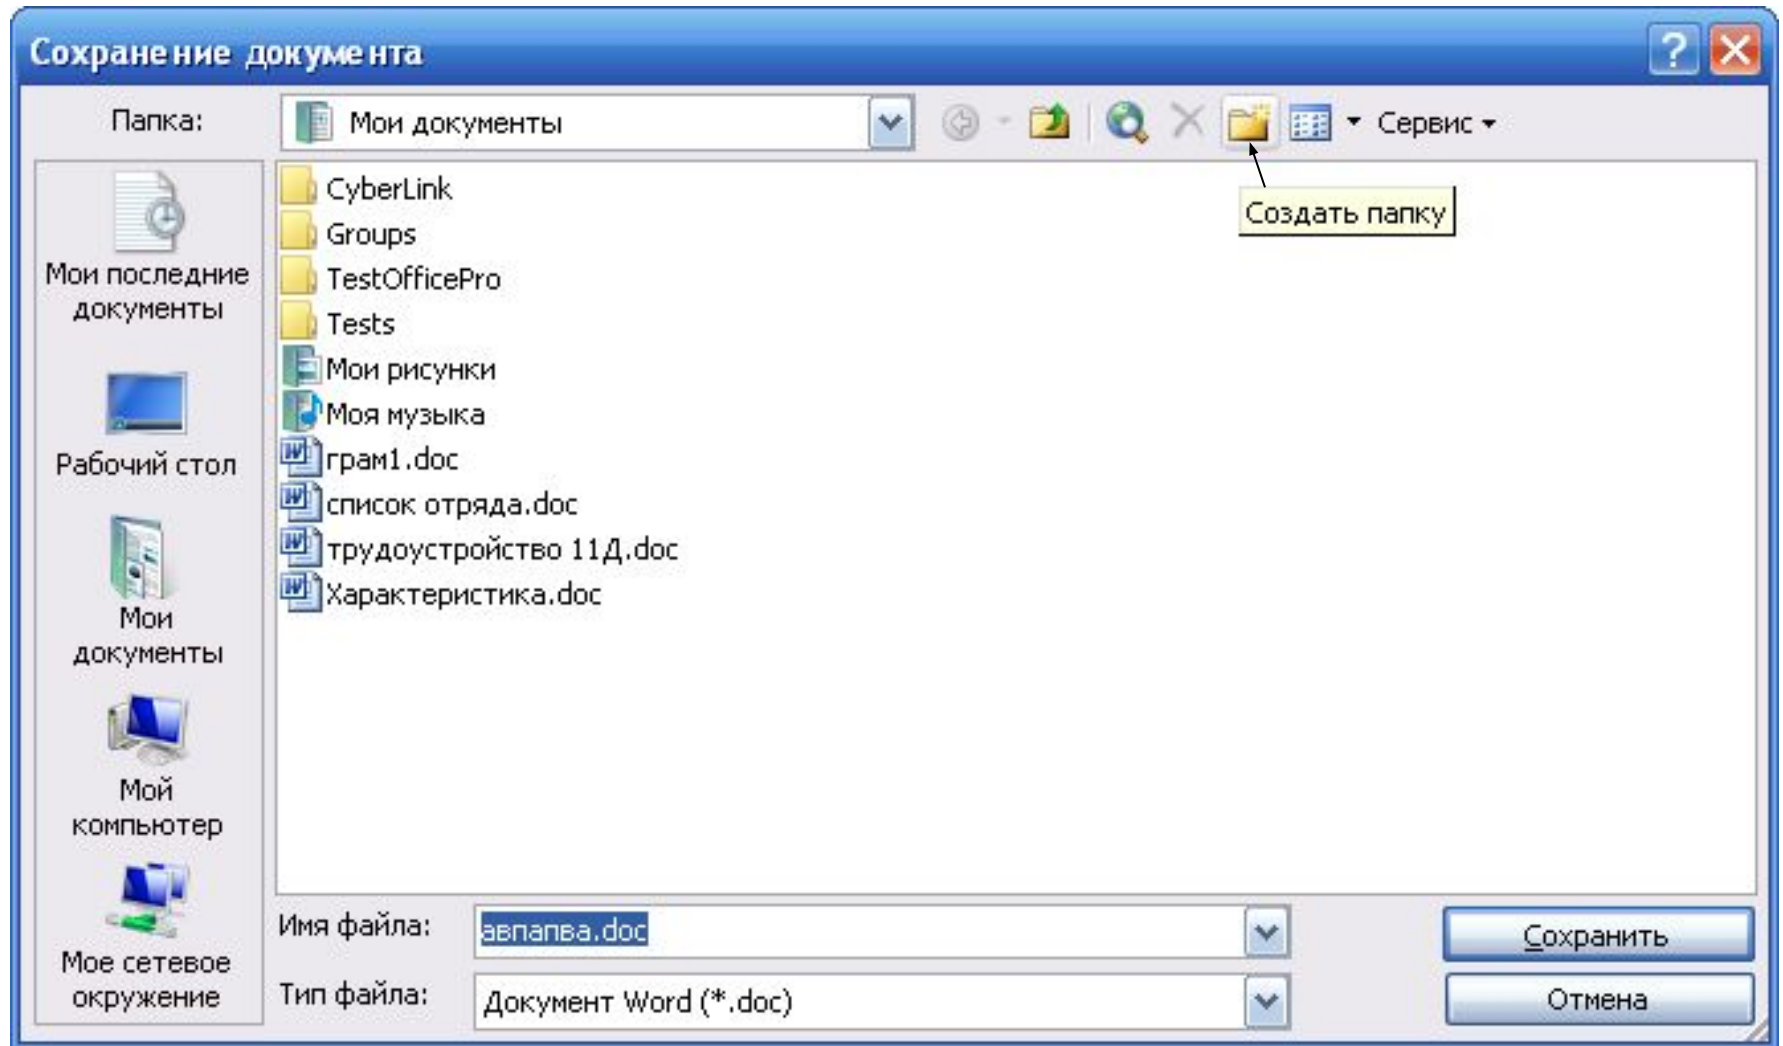 Сохранение документа
Папка:
Мои документы
Сервис
Создать папку
Мои последние
документы
Рабочий стол
Мои
документы
Мой
компьютер
Мое сетевое
окружение
CyberLink
Groups
TestOfficePro
Tests
Мои рисунки
Моя музыка
грам1.doc
список отряда.doc
трудоустройство 11Д.doc
Характеристика.doc
Имя файла:
авпапва.doc
Сохранить
Тип файла:
Документ Word (*.doc)
Отмена